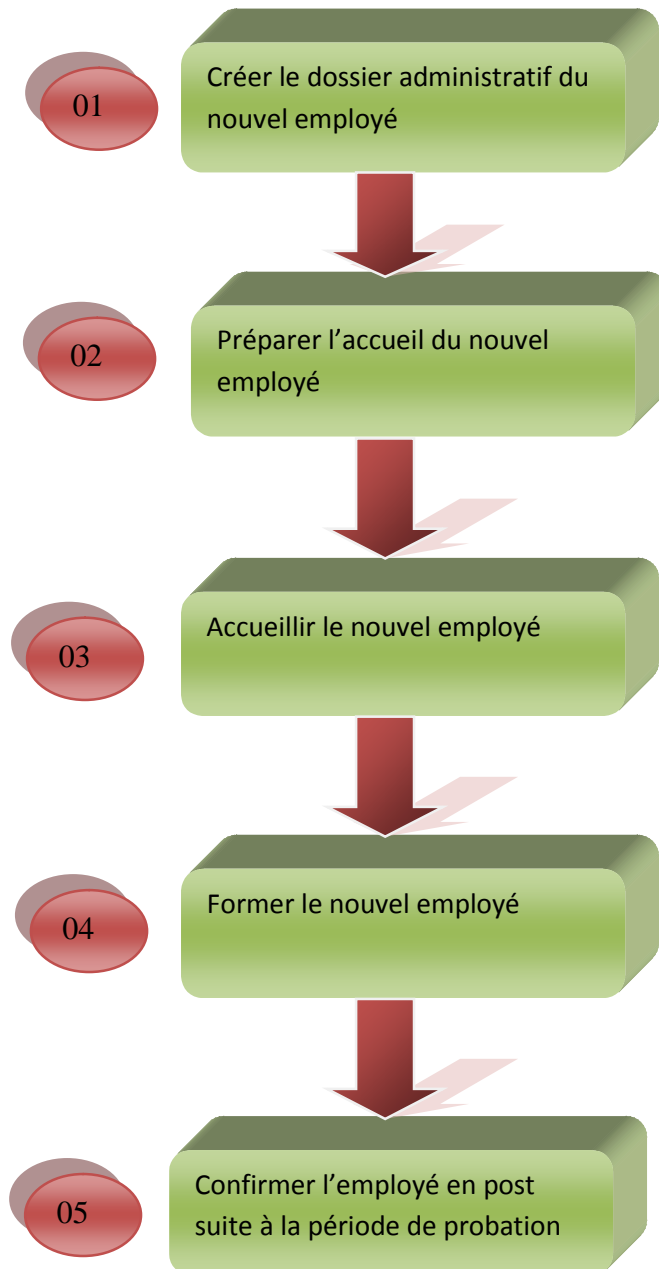 01
Créer le dossier administratif du
nouvel employé
02
Préparer l’accueil du nouvel
employé
03
Accueillir le nouvel employé
04
Former le nouvel employé
05
Confirmer l’employé en post
suite à la période de probation